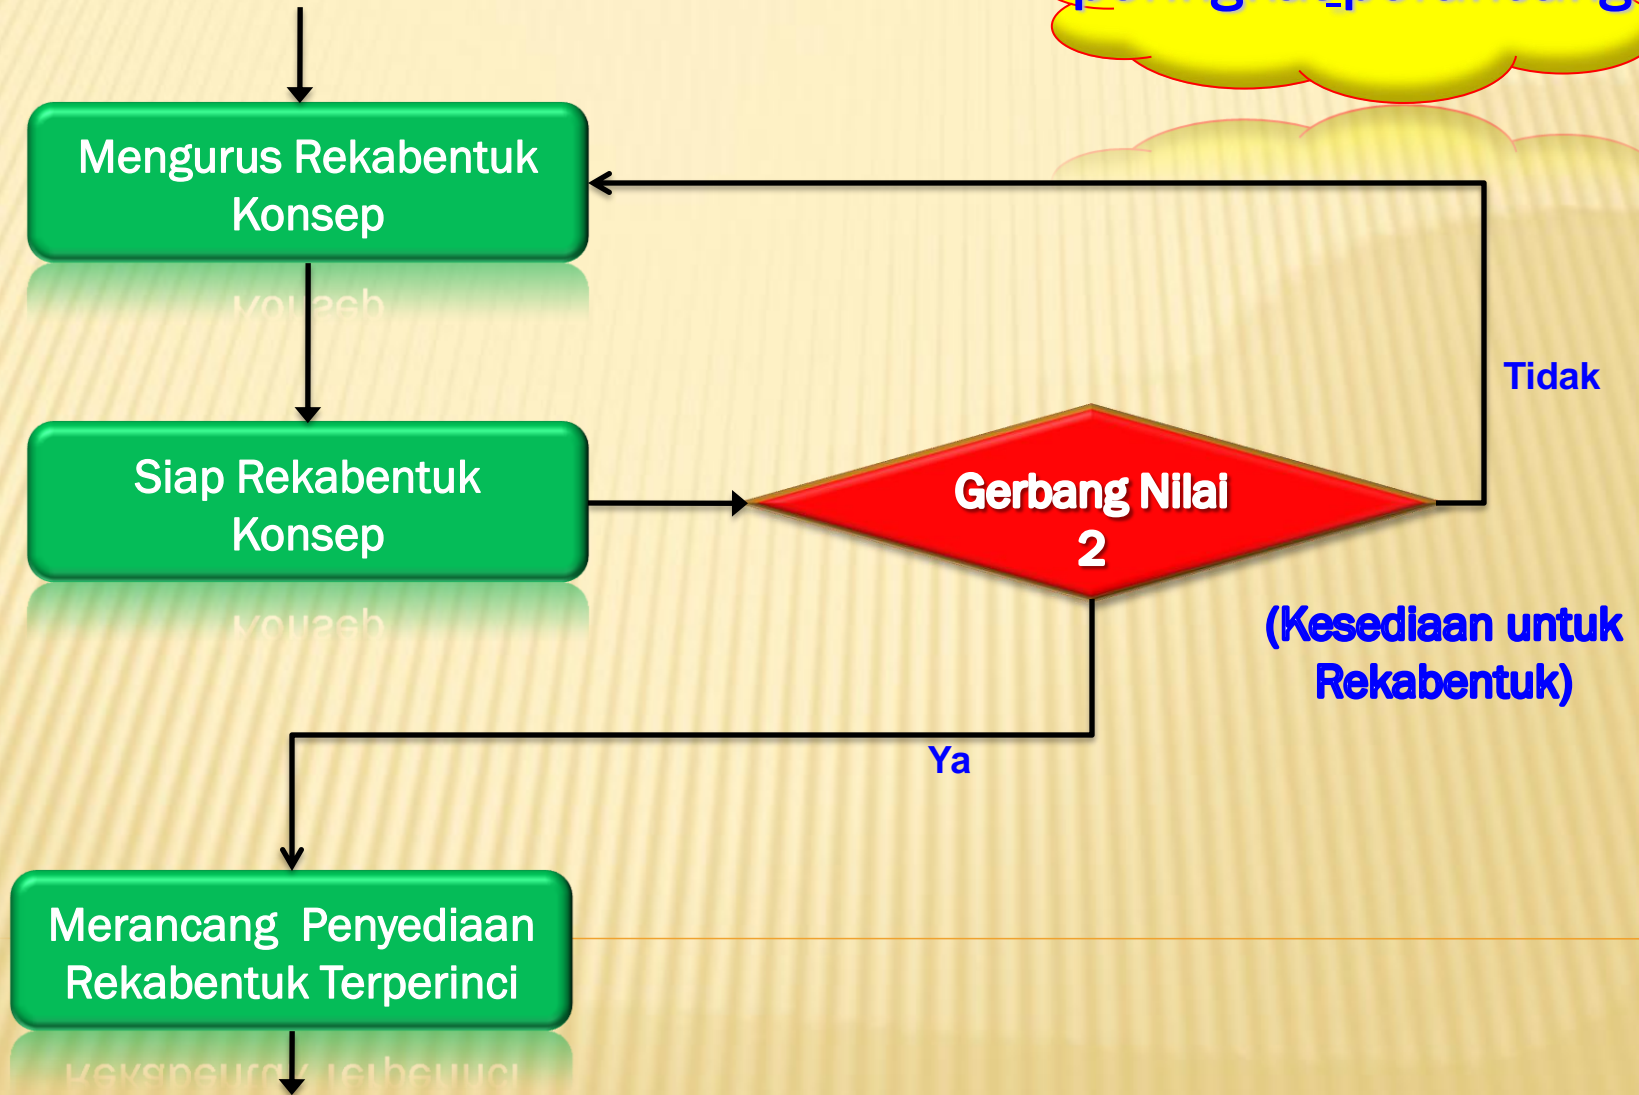 Mengurus Rekabentuk
Konsep
Tidak
Siap Rekabentuk
Konsep
Gerbang Nilai
2
(Kesediaan untuk
Rekabentuk)
Ya
Merancang Penyediaan
Rekabentuk Terperinci